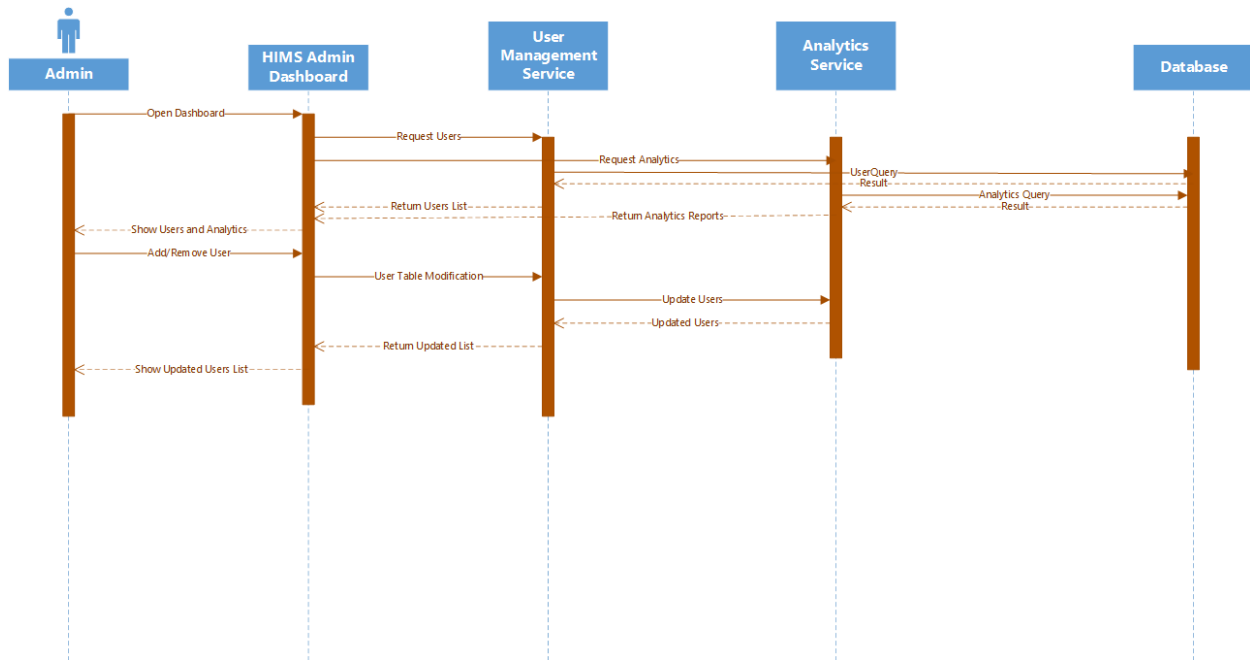 Admin
HIMS Admin
Dashboard
User
Management
Service
Analytics
Service
Database
Open Dashboard
Request Users
Request Analytics
UserQuery
Result
Analytics Query
Return Users List
Result
Return Analytics Reports
Show Users and Analytics
Add/Remove User
User Table Modification
Update Users
Updated Users
Return Updated List
Show Updated Users List